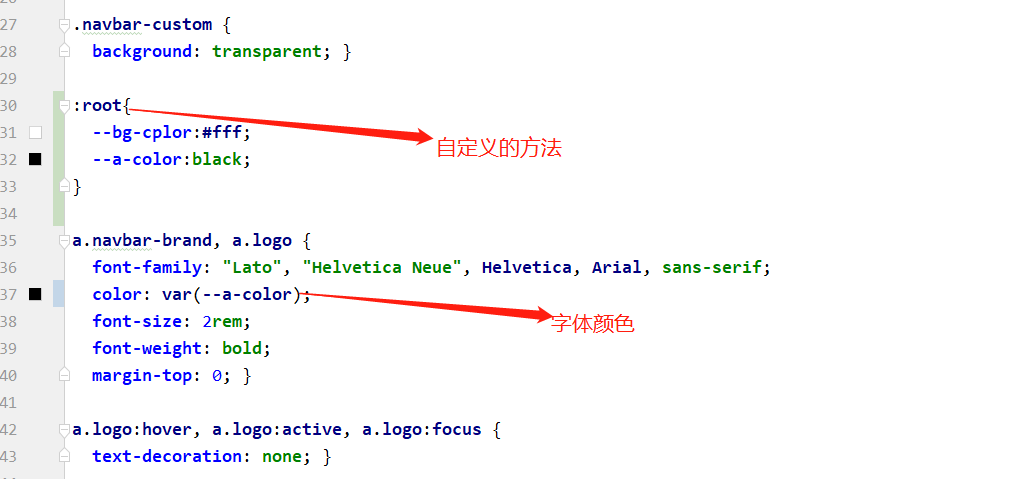 27 .navbar-custom {
28 background: transparent; }
29
30 :root{
自定义的方法
31 --bg-cplor:#fff;
32 --a-color:black;
33 }
34
35 a.navbar-brand, a.logo {
36 font-family: "Lato", "Helvetica Neue", Helvetica, Arial, sans-serif;
37 color: var(--a-color);
字体颜色
38 font-size: 2rem;
39 font-weight: bold;
40 margin-top: 0; }
41
42 a.logo:hover, a.logo:active, a.logo:focus {
43 text-decoration: none; }